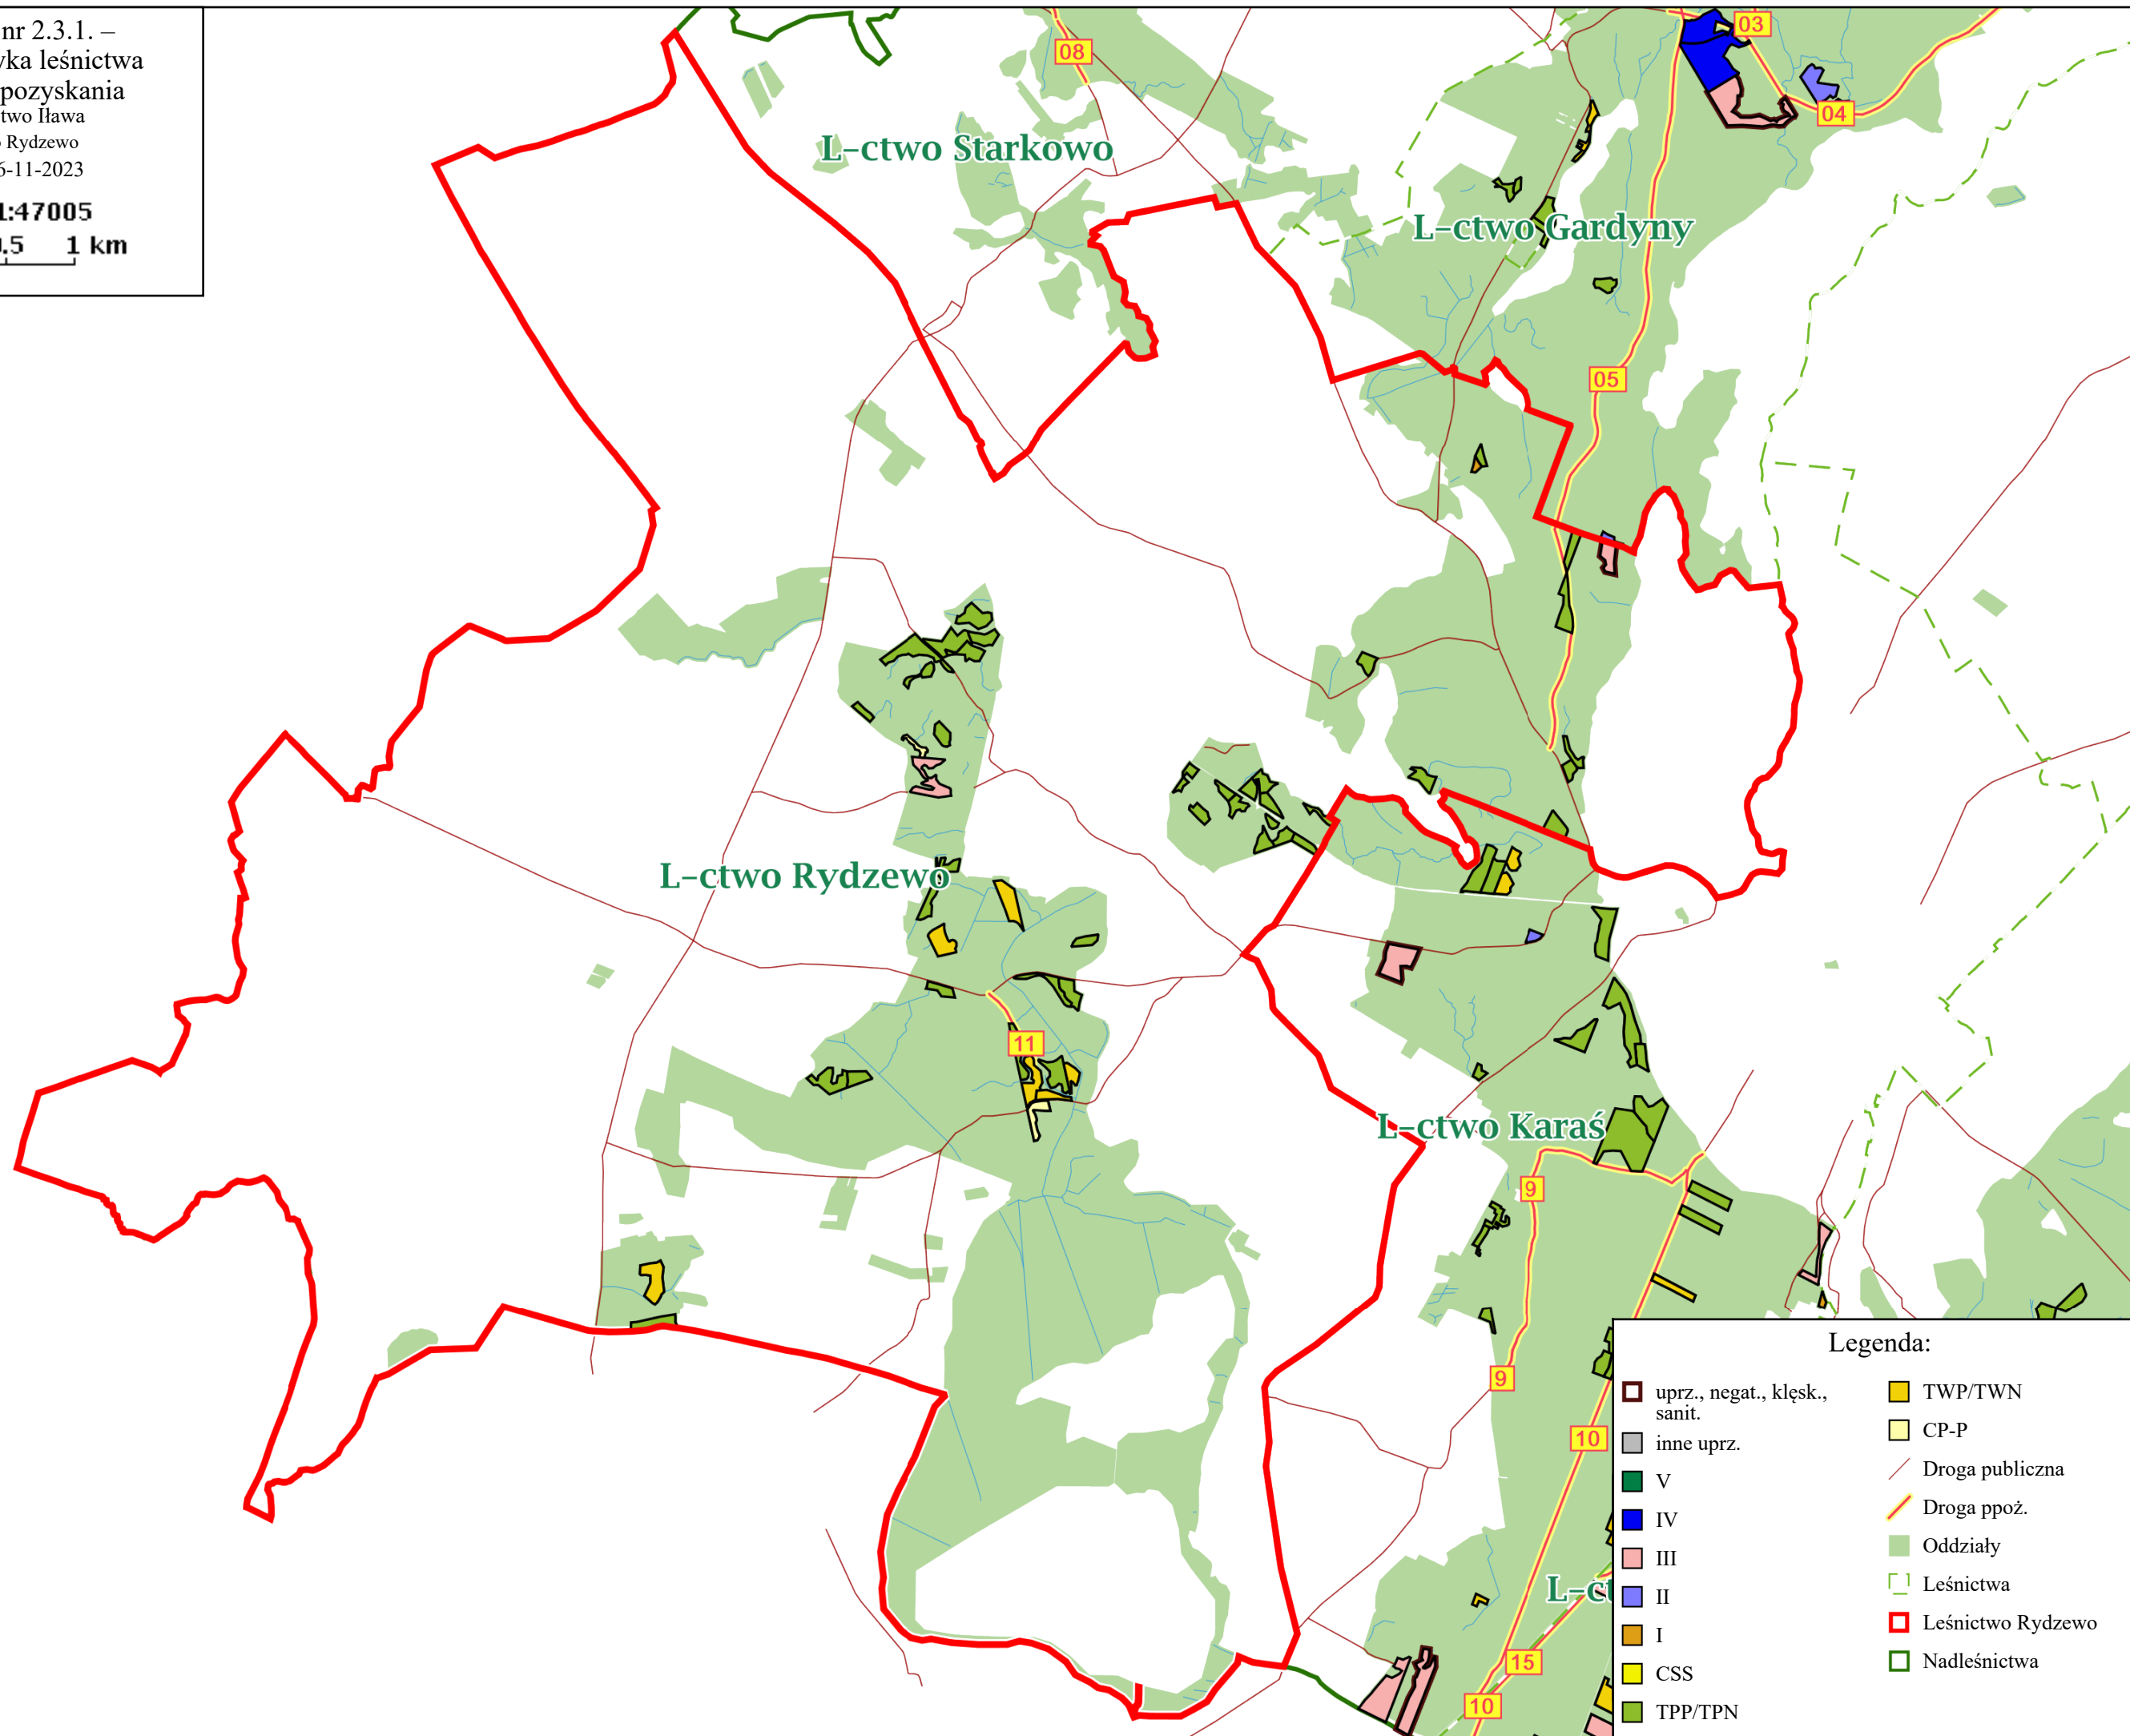 nr 2.3.1. –
yka leśnictwa
pozyskania
two Iława
o Rydzewo
6-11-2023
1:47005
0.5 1 km
03
08
04
L-ctwo Starkowo
L-ctwo Gardyny
05
L-ctwo Rydzewo
11
L-ctwo Karaś
9
9
10
L-ct
15
10
Legenda:
uprz., negat., klęsk.,
sanit.
inne uprz.
V
IV
III
II
I
CSS
TPP/TPN
TWP/TWN
CP-P
Droga publiczna
Droga ppoż.
Oddziały
Leśnictwa
Leśnictwo Rydzewo
Nadleśnictwa